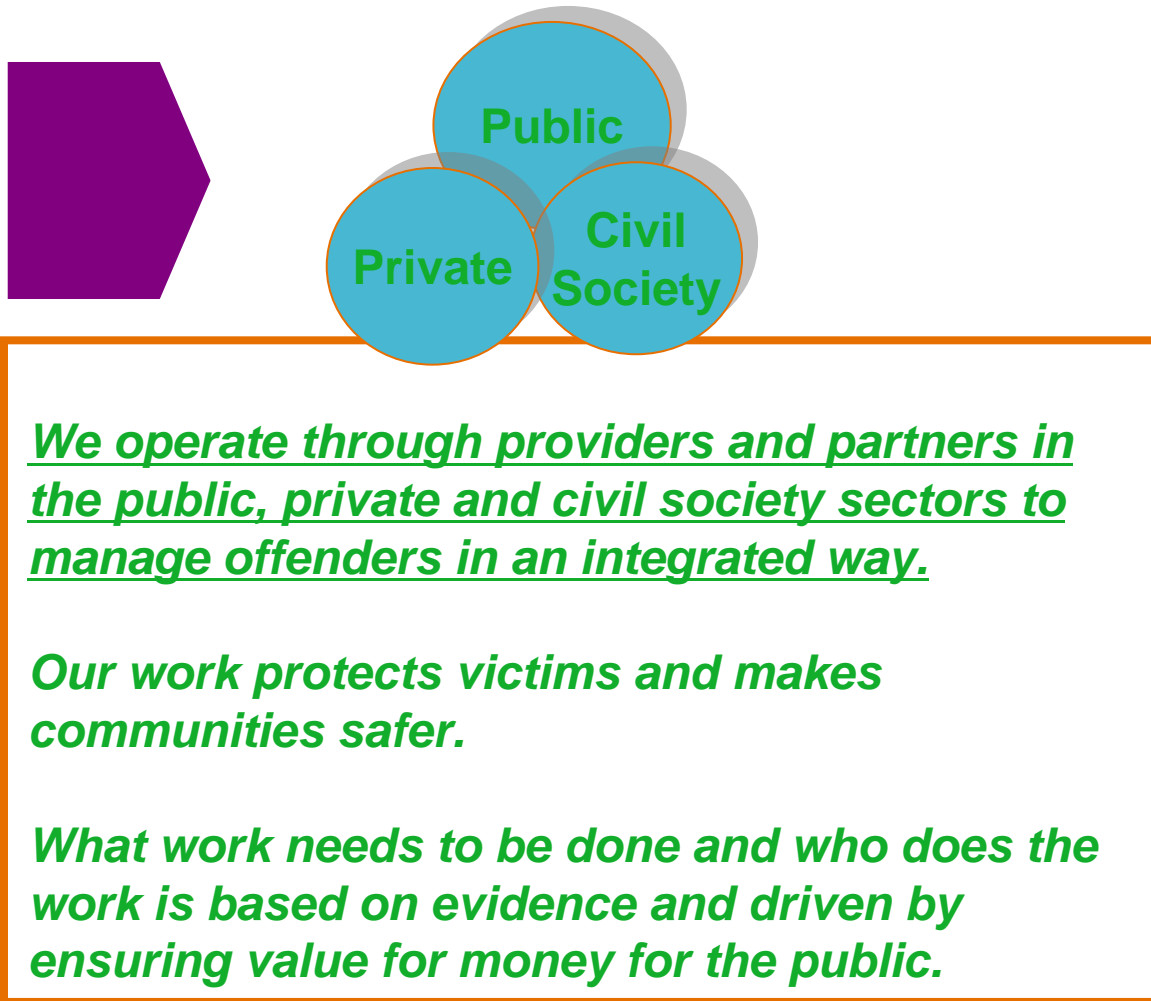 Public
Private
Civil
Society
We operate through providers and partners in
the public, private and civil society sectors to
manage offenders in an integrated way.
Our work protects victims and makes
communities safer.
What work needs to be done and who does the
work is based on evidence and driven by
ensuring value for money for the public.